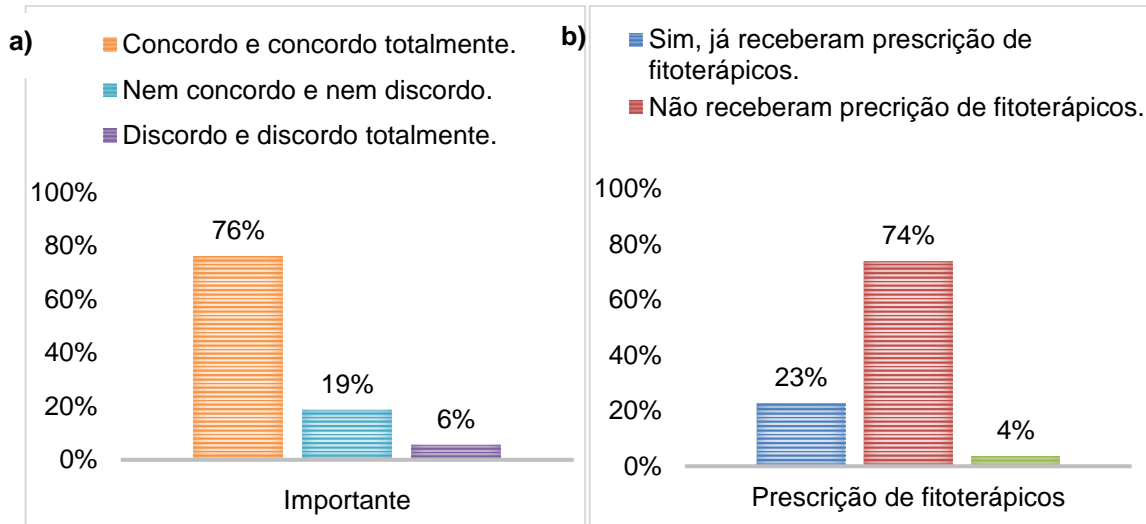 a)
Concordo e concordo totalmente.
Nem concordo e nem discordo.
Discordo e discordo totalmente.
100%
80%
60%
40%
20%
0%
76%
19%
6%
Importante
b)
Sim, já receberam prescrição de
fitoterápicos.
Não receberam precrição de fitoterápicos.
100%
80%
60%
40%
20%
0%
23%
74%
4%
Prescrição de fitoterápicos